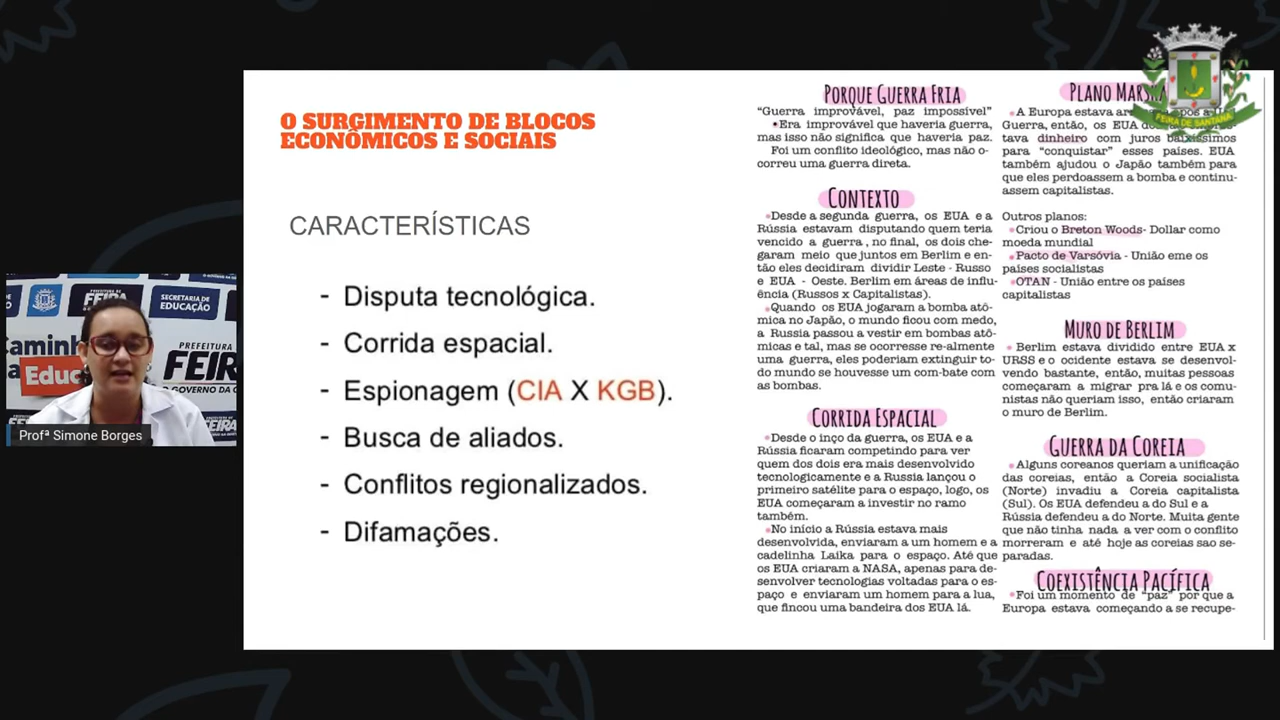 O SURGIMENTO DE BLOCOS
ECONÔMICOS E SOCIAIS
CARACTERÍSTICAS
- Disputa tecnológica.
- Corrida espacial.
- Espionagem (CIA X KGB).
- Busca de aliados.
- Conflitos regionalizados.
- Difamações.
PORQUE GUERRA FRIA
“Guerra improvável, paz impossível”
•Era improvável que haveria guerra,
mas isso não significa que haveria paz.
Foi um conflito ideológico, mas não o-
correu uma guerra direta.
CONTEXTO
•Desde a segunda guerra, os EUA e a
Rússia estavam disputando quem teria
vencido a guerra , no final, os dois che-
garam meio que juntos em Berlim e en-
tão eles decidiram dividir Leste - Russo
e EUA - Oeste. Berlim em áreas de influ-
ência (Russos x Capitalistas).
•Quando os EUA jogaram a bomba atô-
mica no Japão, o mundo ficou com medo,
a Russia passou a vestir em bombas atô-
micas e tal, mas se ocorresse re-almente
uma guerra, eles poderiam extinguir to-
do mundo se houvesse um com-bate com
as bombas.
CORRIDA ESPACIAL
•Desde o inço da guerra, os EUA e a
Rússia ficaram competindo para ver
quem dos dois era mais desenvolvido
tecnologicamente e a Russia lançou o
primeiro satélite para o espaço, logo, os
EUA começaram a investir no ramo
também.
•No início a Rússia estava mais
desenvolvida, enviaram a um homem e a
cadelinha Laika para o espaço. Até que
os EUA criaram a NASA, apenas para de-
senvolver tecnologias voltadas para o es-
paço e enviaram um homem para a lua,
que fincou uma bandeira dos EUA lá.
PLANO
•A Europa estava após a
Guerra, então, os EUA
tava dinheiro com juros baixíssimos
para “conquistar” esses países. EUA
também ajudou o Japão também para
que eles perdoassem a bomba e continu-
assem capitalistas.
Outros planos:
•Criou o Breton Woods- Dollar como
moeda mundial
•Pacto de Varsóvia - União eme os
países socialistas
•OTAN - União entre os países
capitalistas
MURO DE BERLIM
•Berlim estava dividido entre EUA x
URSS e o ocidente estava se desenvol-
vendo bastante, então, muitas pessoas
começaram a migrar pra lá e os comu-
nistas não queriam isso, então criaram
o muro de Berlim.
GUERRA DA COREIA
•Alguns coreanos queriam a unificação
das coreias, então a Coreia socialista
(Norte) invadiu a Coreia capitalista
(Sul). Os EUA defendeu a do Sul e a
Rússia defendeu a do Norte. Muita gente
que não tinha nada a ver com o conflito
morreram e até hoje as coreias sao se-
paradas.
COEXISTÊNCIA PACÍFICA
•Foi um momento de “paz” por que a
Europa estava começando a se recupe-
FEIRA DE SANTANA
SECRETARIA DE
EDUCAÇÃO
PREFEITURA
FEIRA
Caminh
Educ
PREFEITURA
FEIR
O GOVERNO DA
Profª Simone Borges